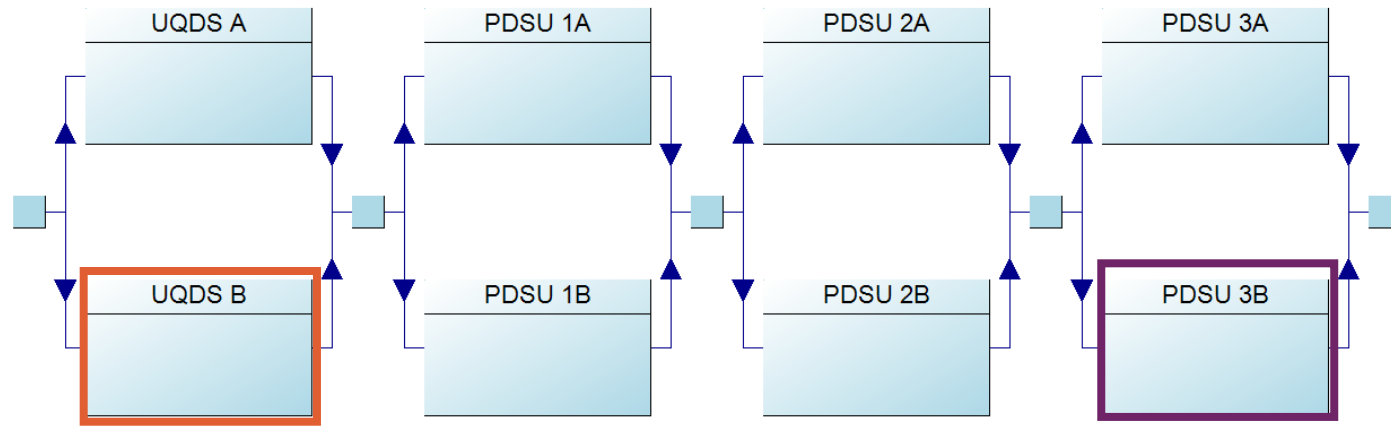 UQDS A
PDSU 1A
PDSU 2A
PDSU 3A
UQDS B
PDSU 1B
PDSU 2B
PDSU 3B